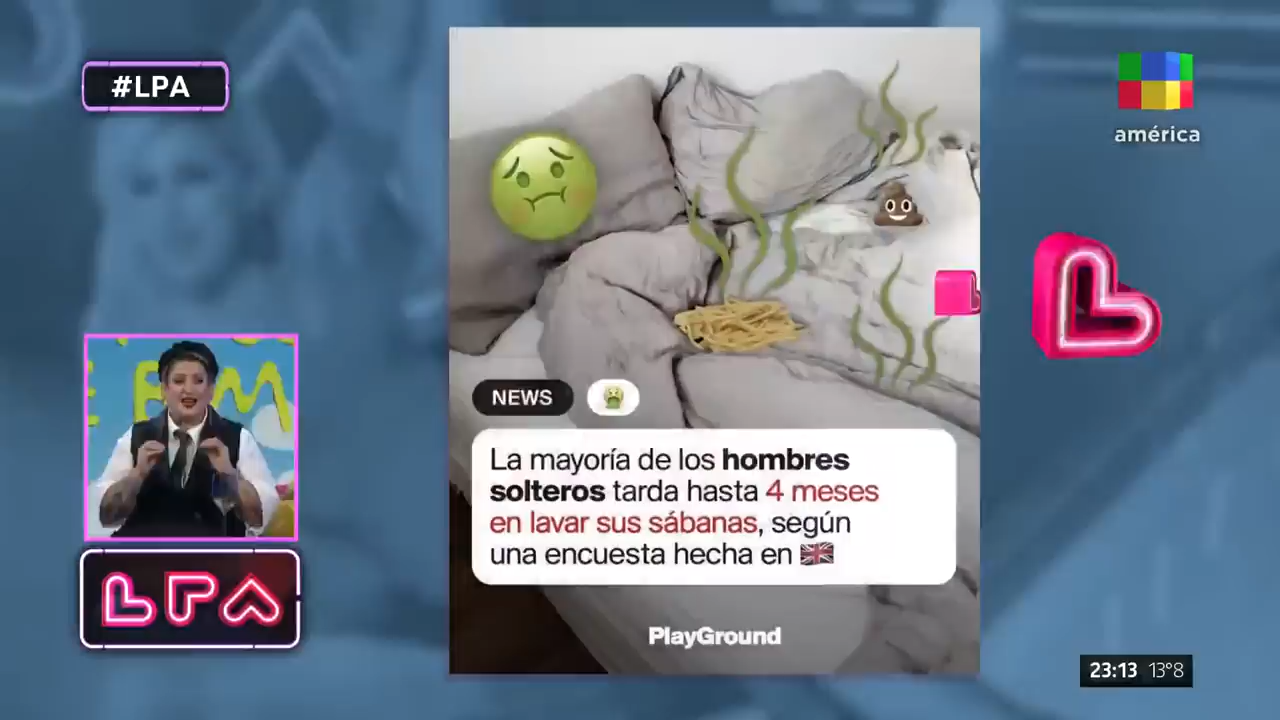 #LPA
américa
NEWS
La mayoría de los hombres
solteros tarda hasta 4 meses
en lavar sus sábanas, según
una encuesta hecha en
PlayGround
LPA
23:13 13°8